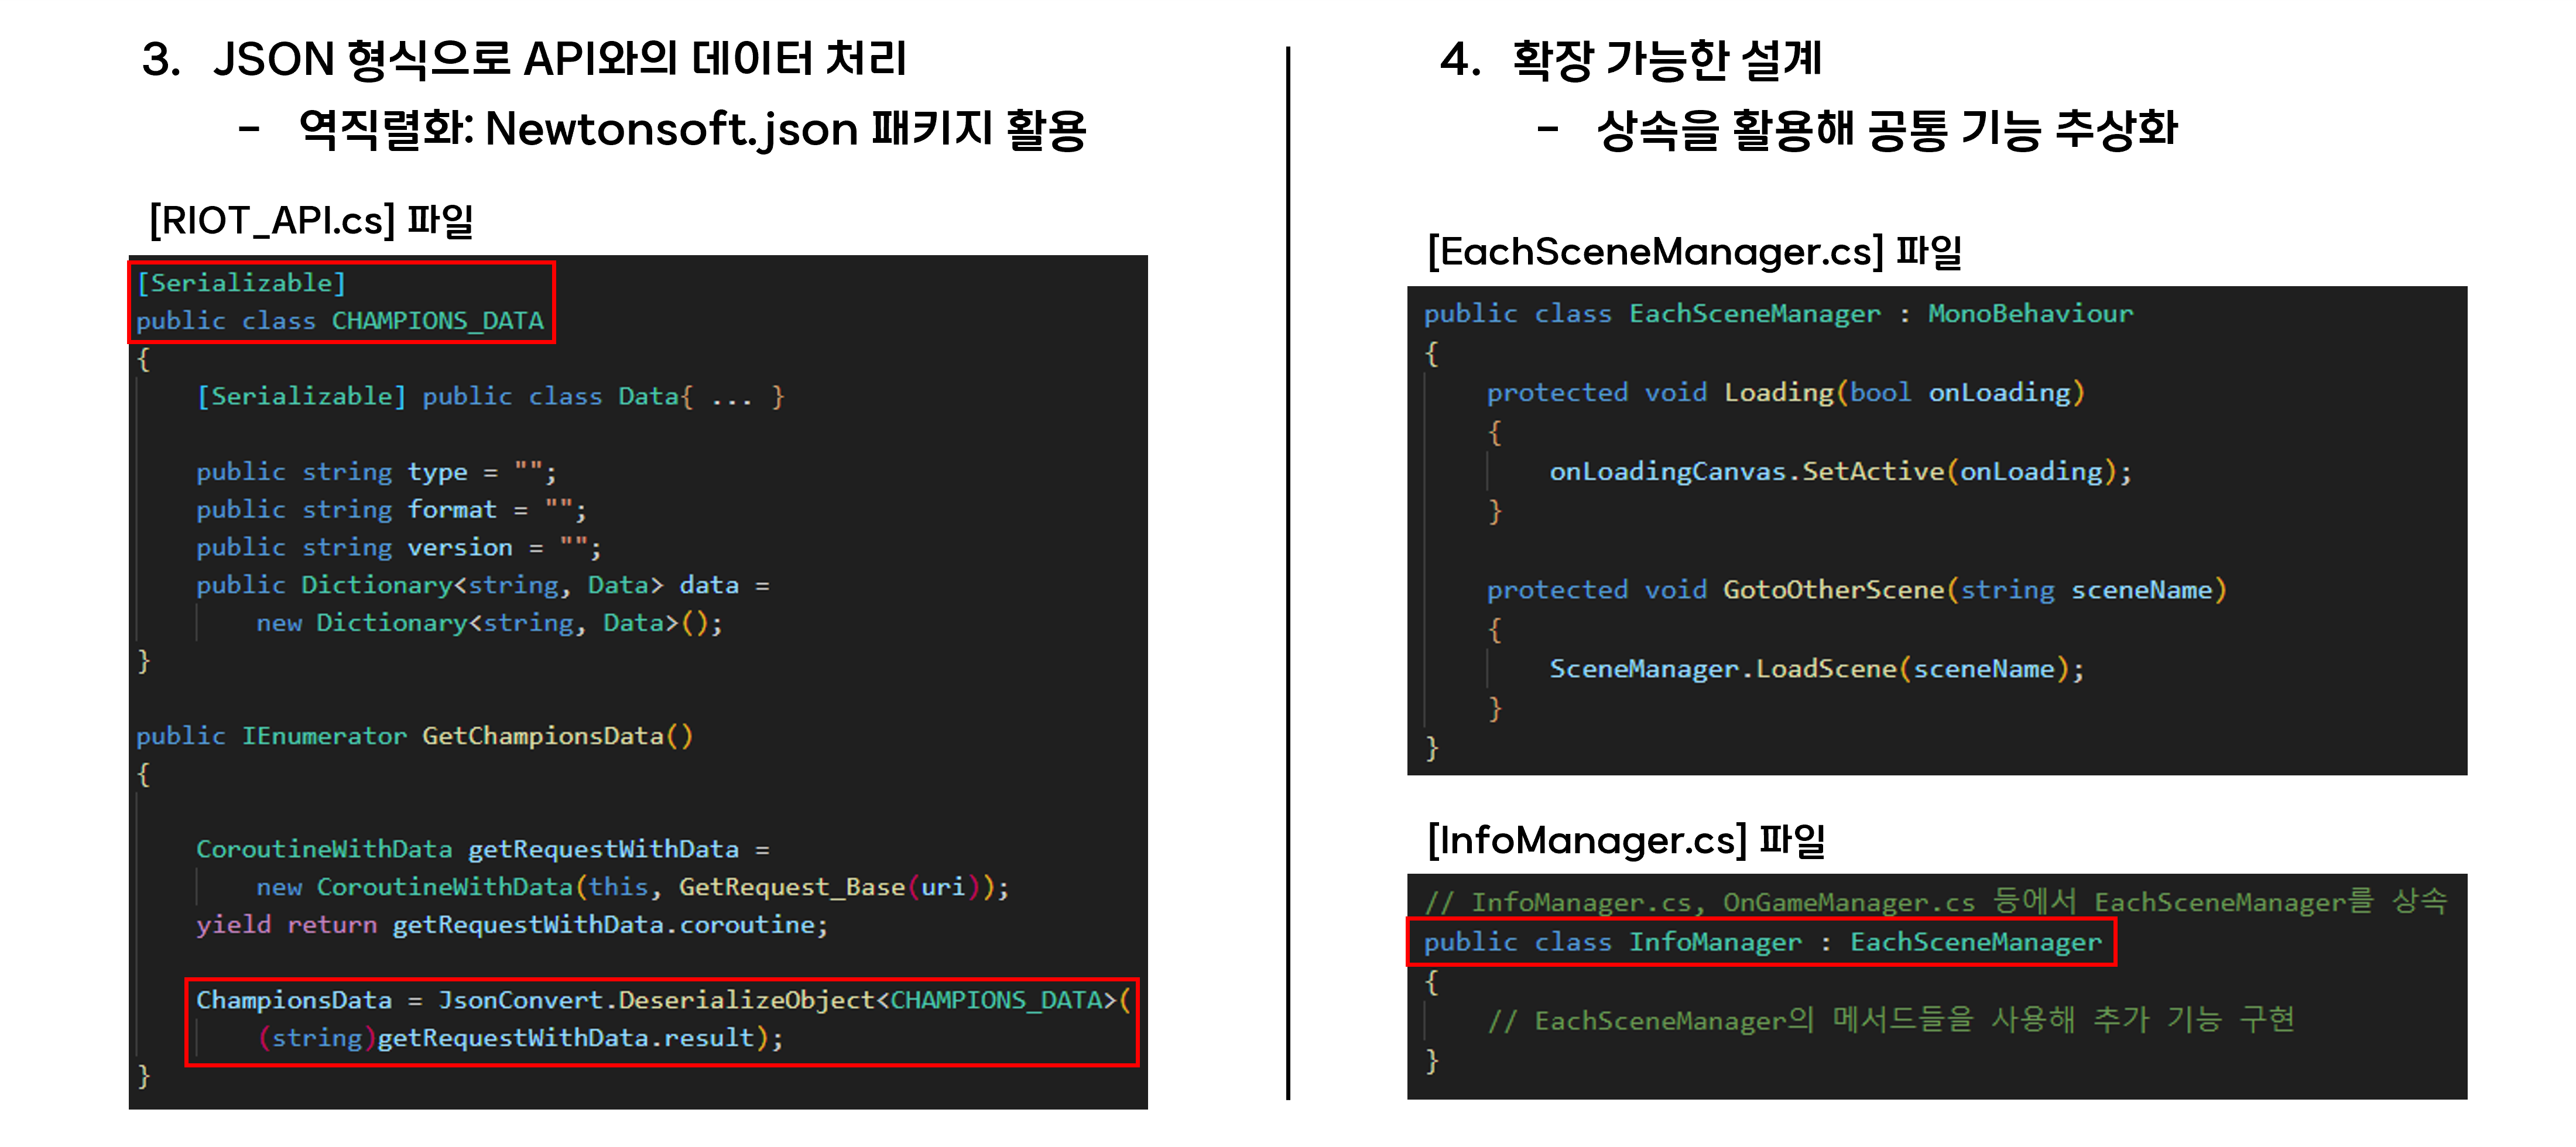 3. JSON 형식으로 API와의 데이터 처리
- 역직렬화: Newtonsoft.json 패키지 활용
[RIOT_API.cs] 파일
[Serializable]
public class CHAMPIONS_DATA
{
    [Serializable] public class Data{ ... }
    public string type = "";
    public string format = "";
    public string version = "";
    public Dictionary<string, Data> data =
        new Dictionary<string, Data>();
}
public IEnumerator GetChampionsData()
{
    CoroutineWithData getRequestWithData =
        new CoroutineWithData(this, GetRequest_Base(uri));
    yield return getRequestWithData.coroutine;
    ChampionsData = JsonConvert.DeserializeObject<CHAMPIONS_DATA>(
        (string)getRequestWithData.result);
}
4. 확장 가능한 설계
- 상속을 활용해 공통 기능 추상화
[EachSceneManager.cs] 파일
public class EachSceneManager : MonoBehaviour
{
    protected void Loading(bool onLoading)
    {
        onLoadingCanvas.SetActive(onLoading);
    }
    protected void GotoOtherScene(string sceneName)
    {
        SceneManager.LoadScene(sceneName);
    }
}
[InfoManager.cs] 파일
// InfoManager.cs, OnGameManager.cs 등에서 EachSceneManager를 상속
public class InfoManager : EachSceneManager
{
    // EachSceneManager의 메서드들을 사용해 추가 기능 구현
}